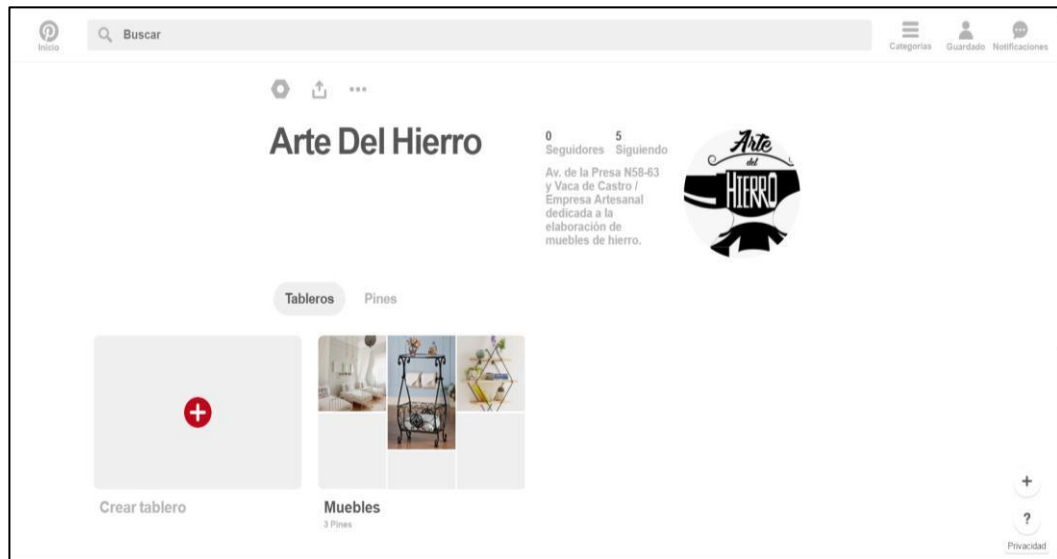 Inicio
Buscar
Categorías
Guardado
Notificaciones
Arte Del Hierro
0
Seguidores
5
Siguiendo
Av. de la Presa N58-63
y Vaca de Castro /
Empresa Artesanal
dedicada a la
elaboración de
muebles de hierro.
Arte
del
HIERRO
Tableros
Pines
Crear tablero
Muebles
3 Pines
?
Privacidad